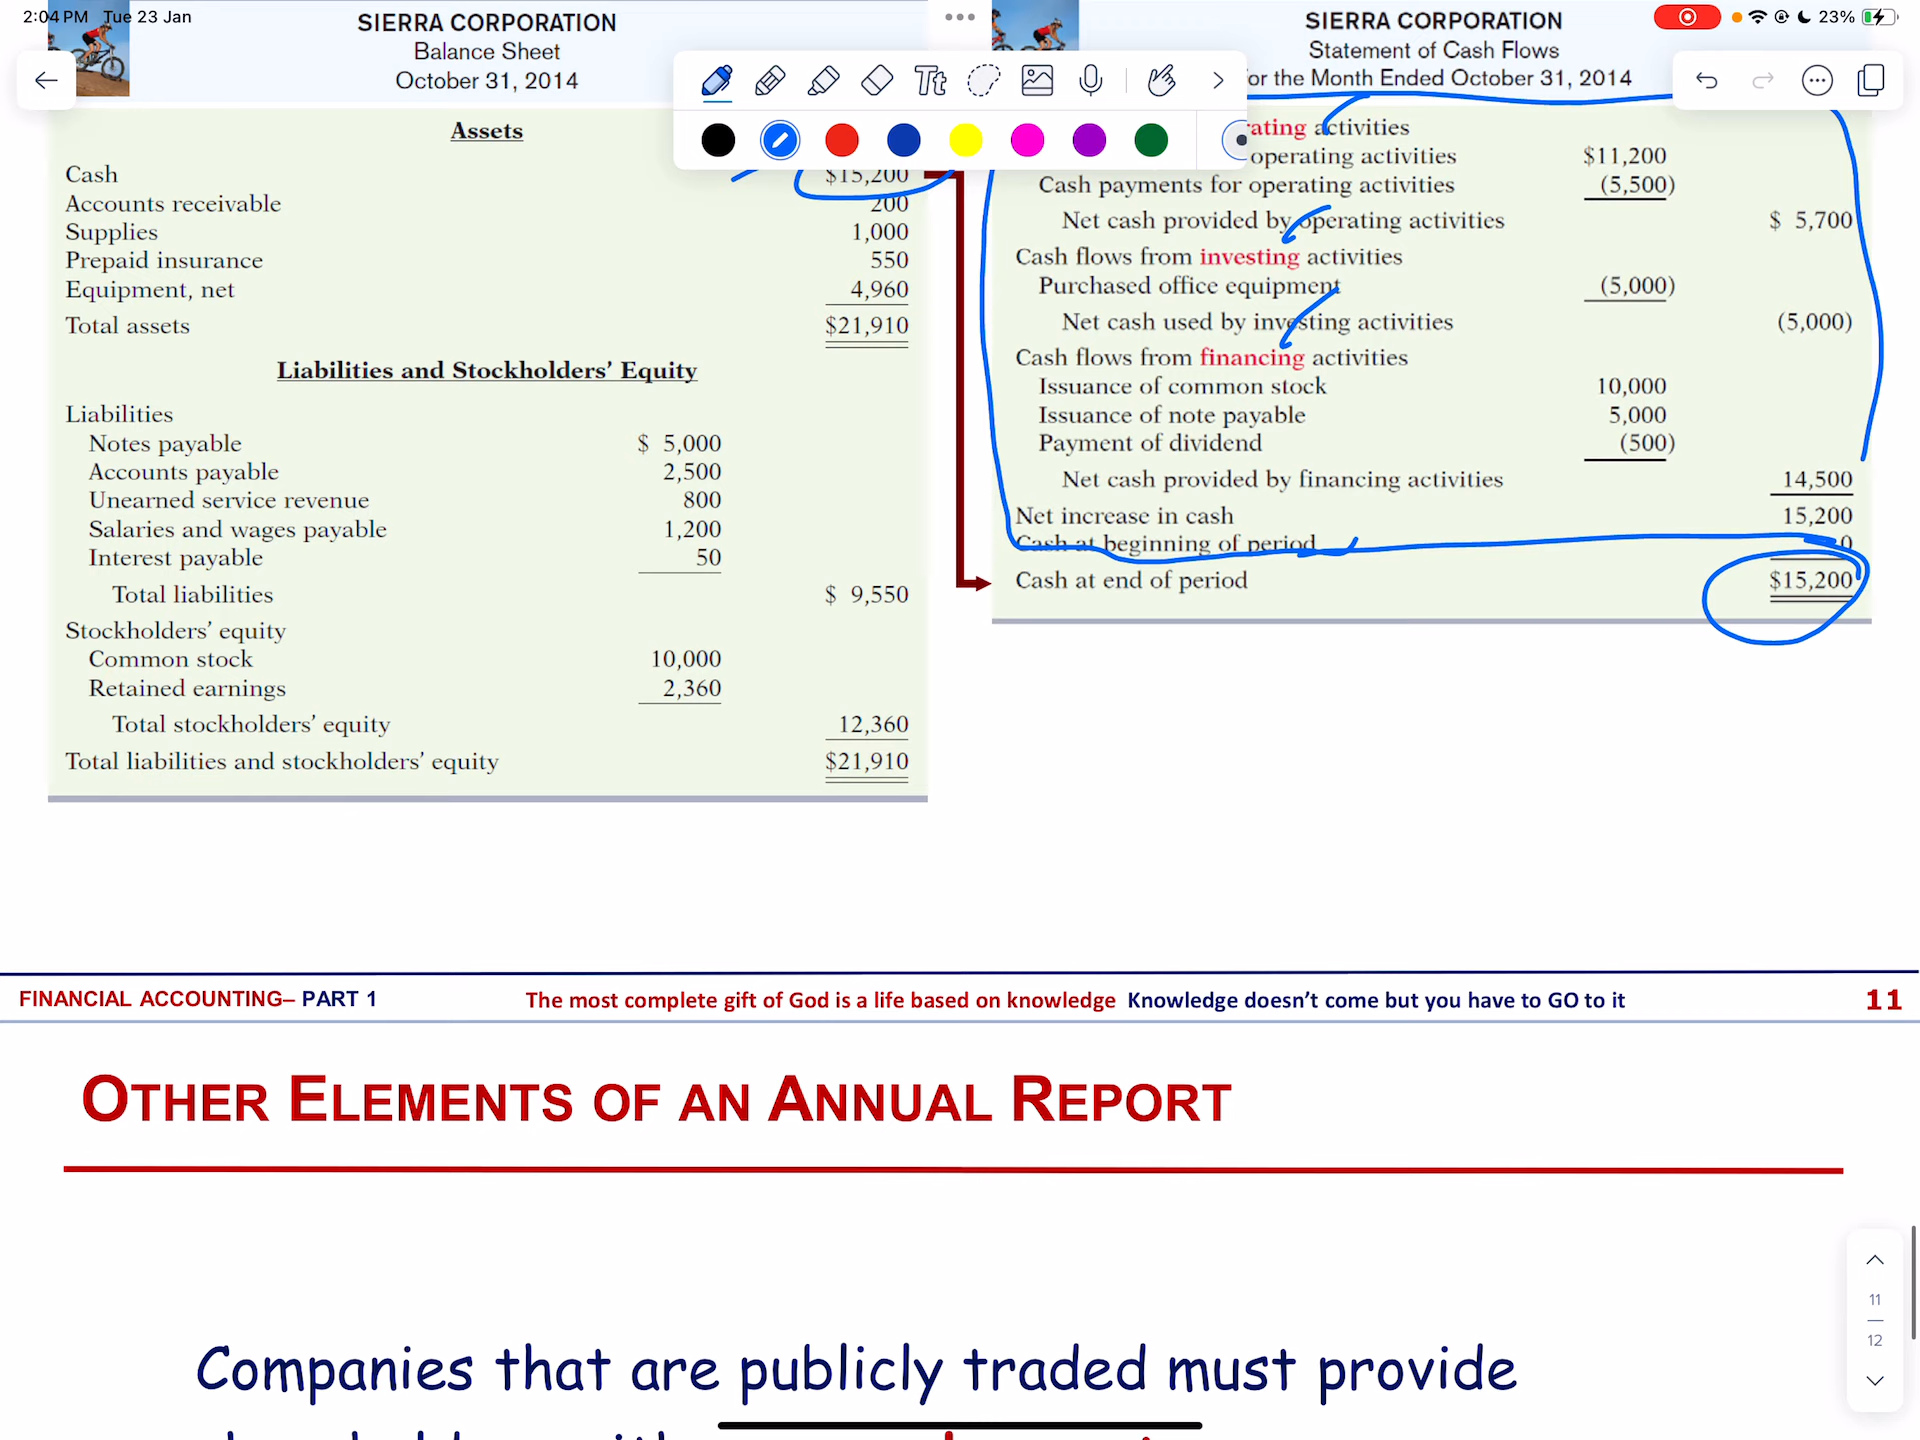 2:04 PM Tue 23 Jan
23%
SIERRA CORPORATION
Balance Sheet
October 31, 2014
Assets
Cash $15,200
Accounts receivable 200
Supplies 1,000
Prepaid insurance 550
Equipment, net 4,960
Total assets $21,910
Liabilities and Stockholders' Equity
Liabilities
Notes payable $ 5,000
Accounts payable 2,500
Unearned service revenue 800
Salaries and wages payable 1,200
Interest payable 50
Total liabilities $ 9,550
Stockholders' equity
Common stock 10,000
Retained earnings 2,360
Total stockholders' equity 12,360
Total liabilities and stockholders' equity $21,910
Tt
SIERRA CORPORATION
Statement of Cash Flows
or the Month Ended October 31, 2014
rating activities
operating activities $11,200
Cash payments for operating activities (5,500)
Net cash provided by operating activities $ 5,700
Cash flows from investing activities
Purchased office equipment (5,000)
Net cash used by investing activities (5,000)
Cash flows from financing activities
Issuance of common stock 10,000
Issuance of note payable 5,000
Payment of dividend (500)
Net cash provided by financing activities 14,500
Net increase in cash 15,200
Cash at beginning of period 0
Cash at end of period $15,200
FINANCIAL ACCOUNTING– PART 1 The most complete gift of God is a life based on knowledge Knowledge doesn't come but you have to GO to it 11
OTHER ELEMENTS OF AN ANNUAL REPORT
11
12
Companies that are publicly traded must provide